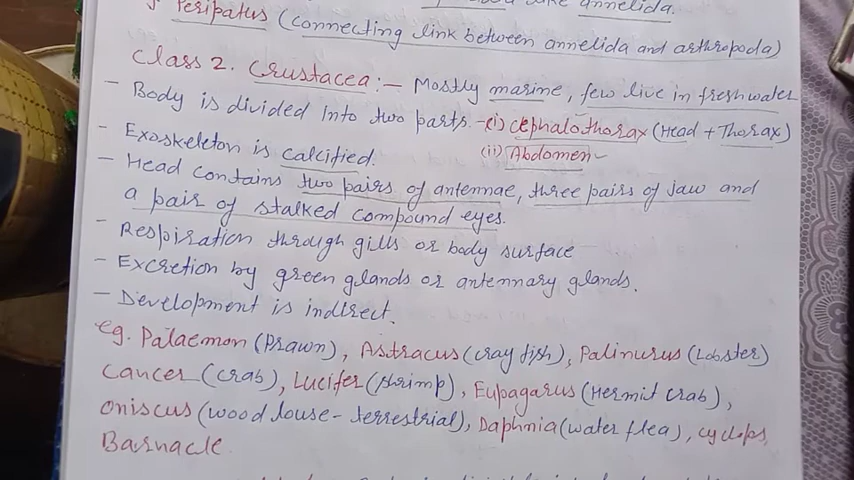 annelida.
Peripatus (connecting link between annelida and arthropoda)
Class 2. Crustacea :- Mostly marine, few live in freshwater
- Body is divided into two parts -(i) cephalothorax (Head + Thorax)
(ii) Abdomen
- Exoskeleton is calcified.
- Head contains two pairs of antennae, three pairs of jaw and
a pair of stalked compound eyes.
- Respiration through gills or body surface
- Excretion by green glands or antennary glands.
- Development is indirect.
eg. Palaemon (Prawn), Astracus (cray fish), Palinurus (Lobster)
Cancer (crab), Lucifer (shrimp), Eupagarus (Hermit crab),
Oniscus (wood louse - terrestrial), Daphnia (water flea), cyclops,
Barnacle